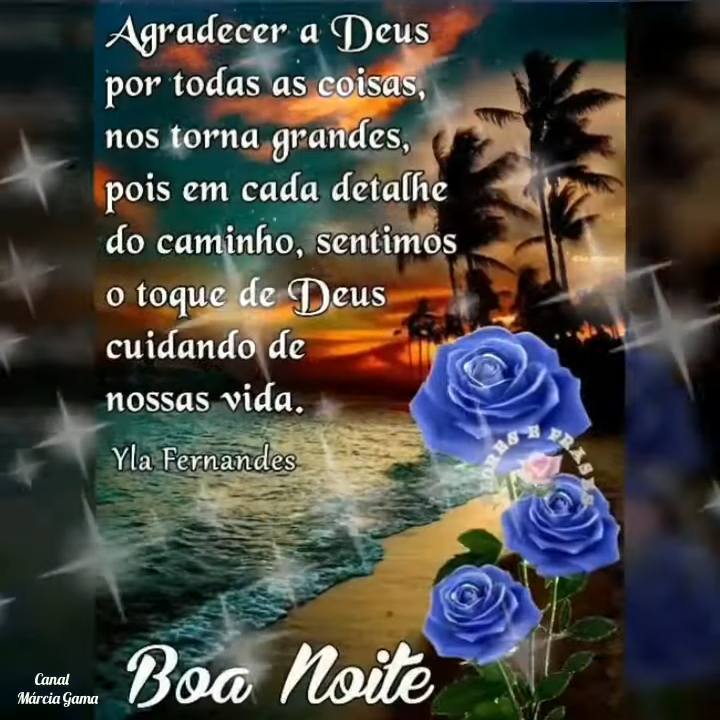 Agradecer a Deus
por todas as coisas,
nos torna grandes,
pois em cada detalhe
do caminho, sentimos
o toque de Deus
cuidando de
nossas vida.
Yla Fernandes
Boa Noite
Canal
Márcia Gama